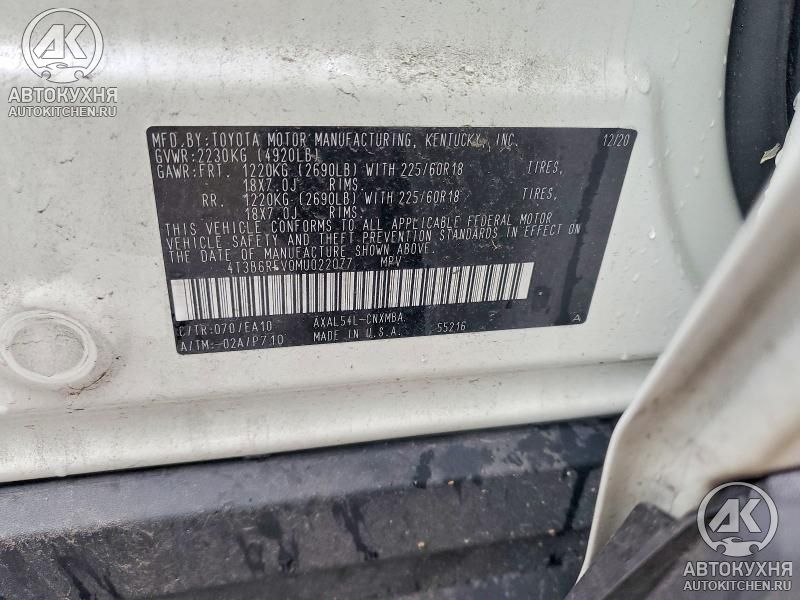 АК
АВТОКУХНЯ
AUTOKITCHEN.RU
MFD.BY:TOYOTA MOTOR MANUFACTURING, KENTUCKY, INC. 12/20
GVWR:2230KG (4920LB)
GAWR:FRT. 1220KG (2690LB) WITH 225/60R18 TIRES,
18X7.0J RIMS.
RR. 1220KG (2690LB) WITH 225/60R18 TIRES,
18X7.0J RIMS.
THIS VEHICLE CONFORMS TO ALL APPLICABLE FEDERAL MOTOR
VEHICLE SAFETY AND THEFT PREVENTION STANDARDS IN EFFECT ON
THE DATE OF MANUFACTURE SHOWN ABOVE.
MPV
C/TR:070/EA10 AXAL54L-CNXMBA
A/TM:-02A/P710 MADE IN U.S.A. 55216 A
АК
АВТОКУХНЯ
AUTOKITCHEN.RU